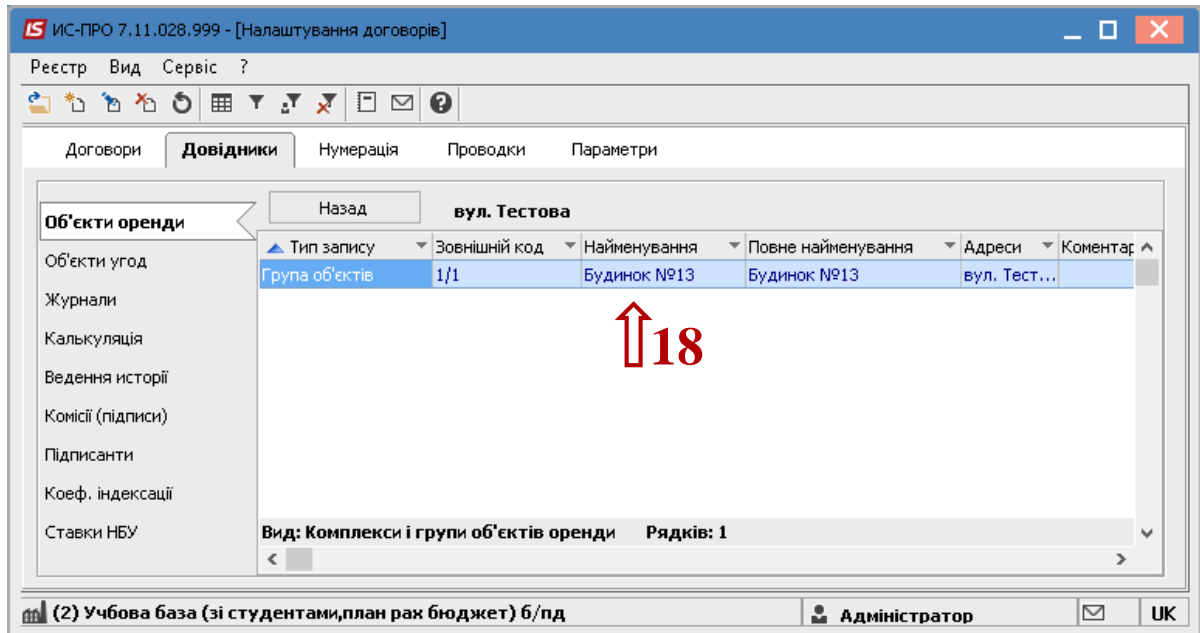 ИС-ПРО 7.11.028.999 - [Налаштування договорів]
Реєстр Вид Сервіс ?
Договори Довідники Нумерація Проводки Параметри
Об'єкти оренди
Об'єкти угод
Журнали
Калькуляція
Ведення історії
Комісії (підписи)
Підписанти
Коеф. індексації
Ставки НБУ
Назад вул. Тестова
Тип запису Зовнішній код Найменування Повне найменування Адреси Коментар
Група об'єктів 1/1 Будинок №13 Будинок №13 вул. Тест...
18
Вид: Комплекси і групи об'єктів оренди Рядків: 1
(2) Учбова база (зі студентами,план рах бюджет) б/пд Адміністратор UK